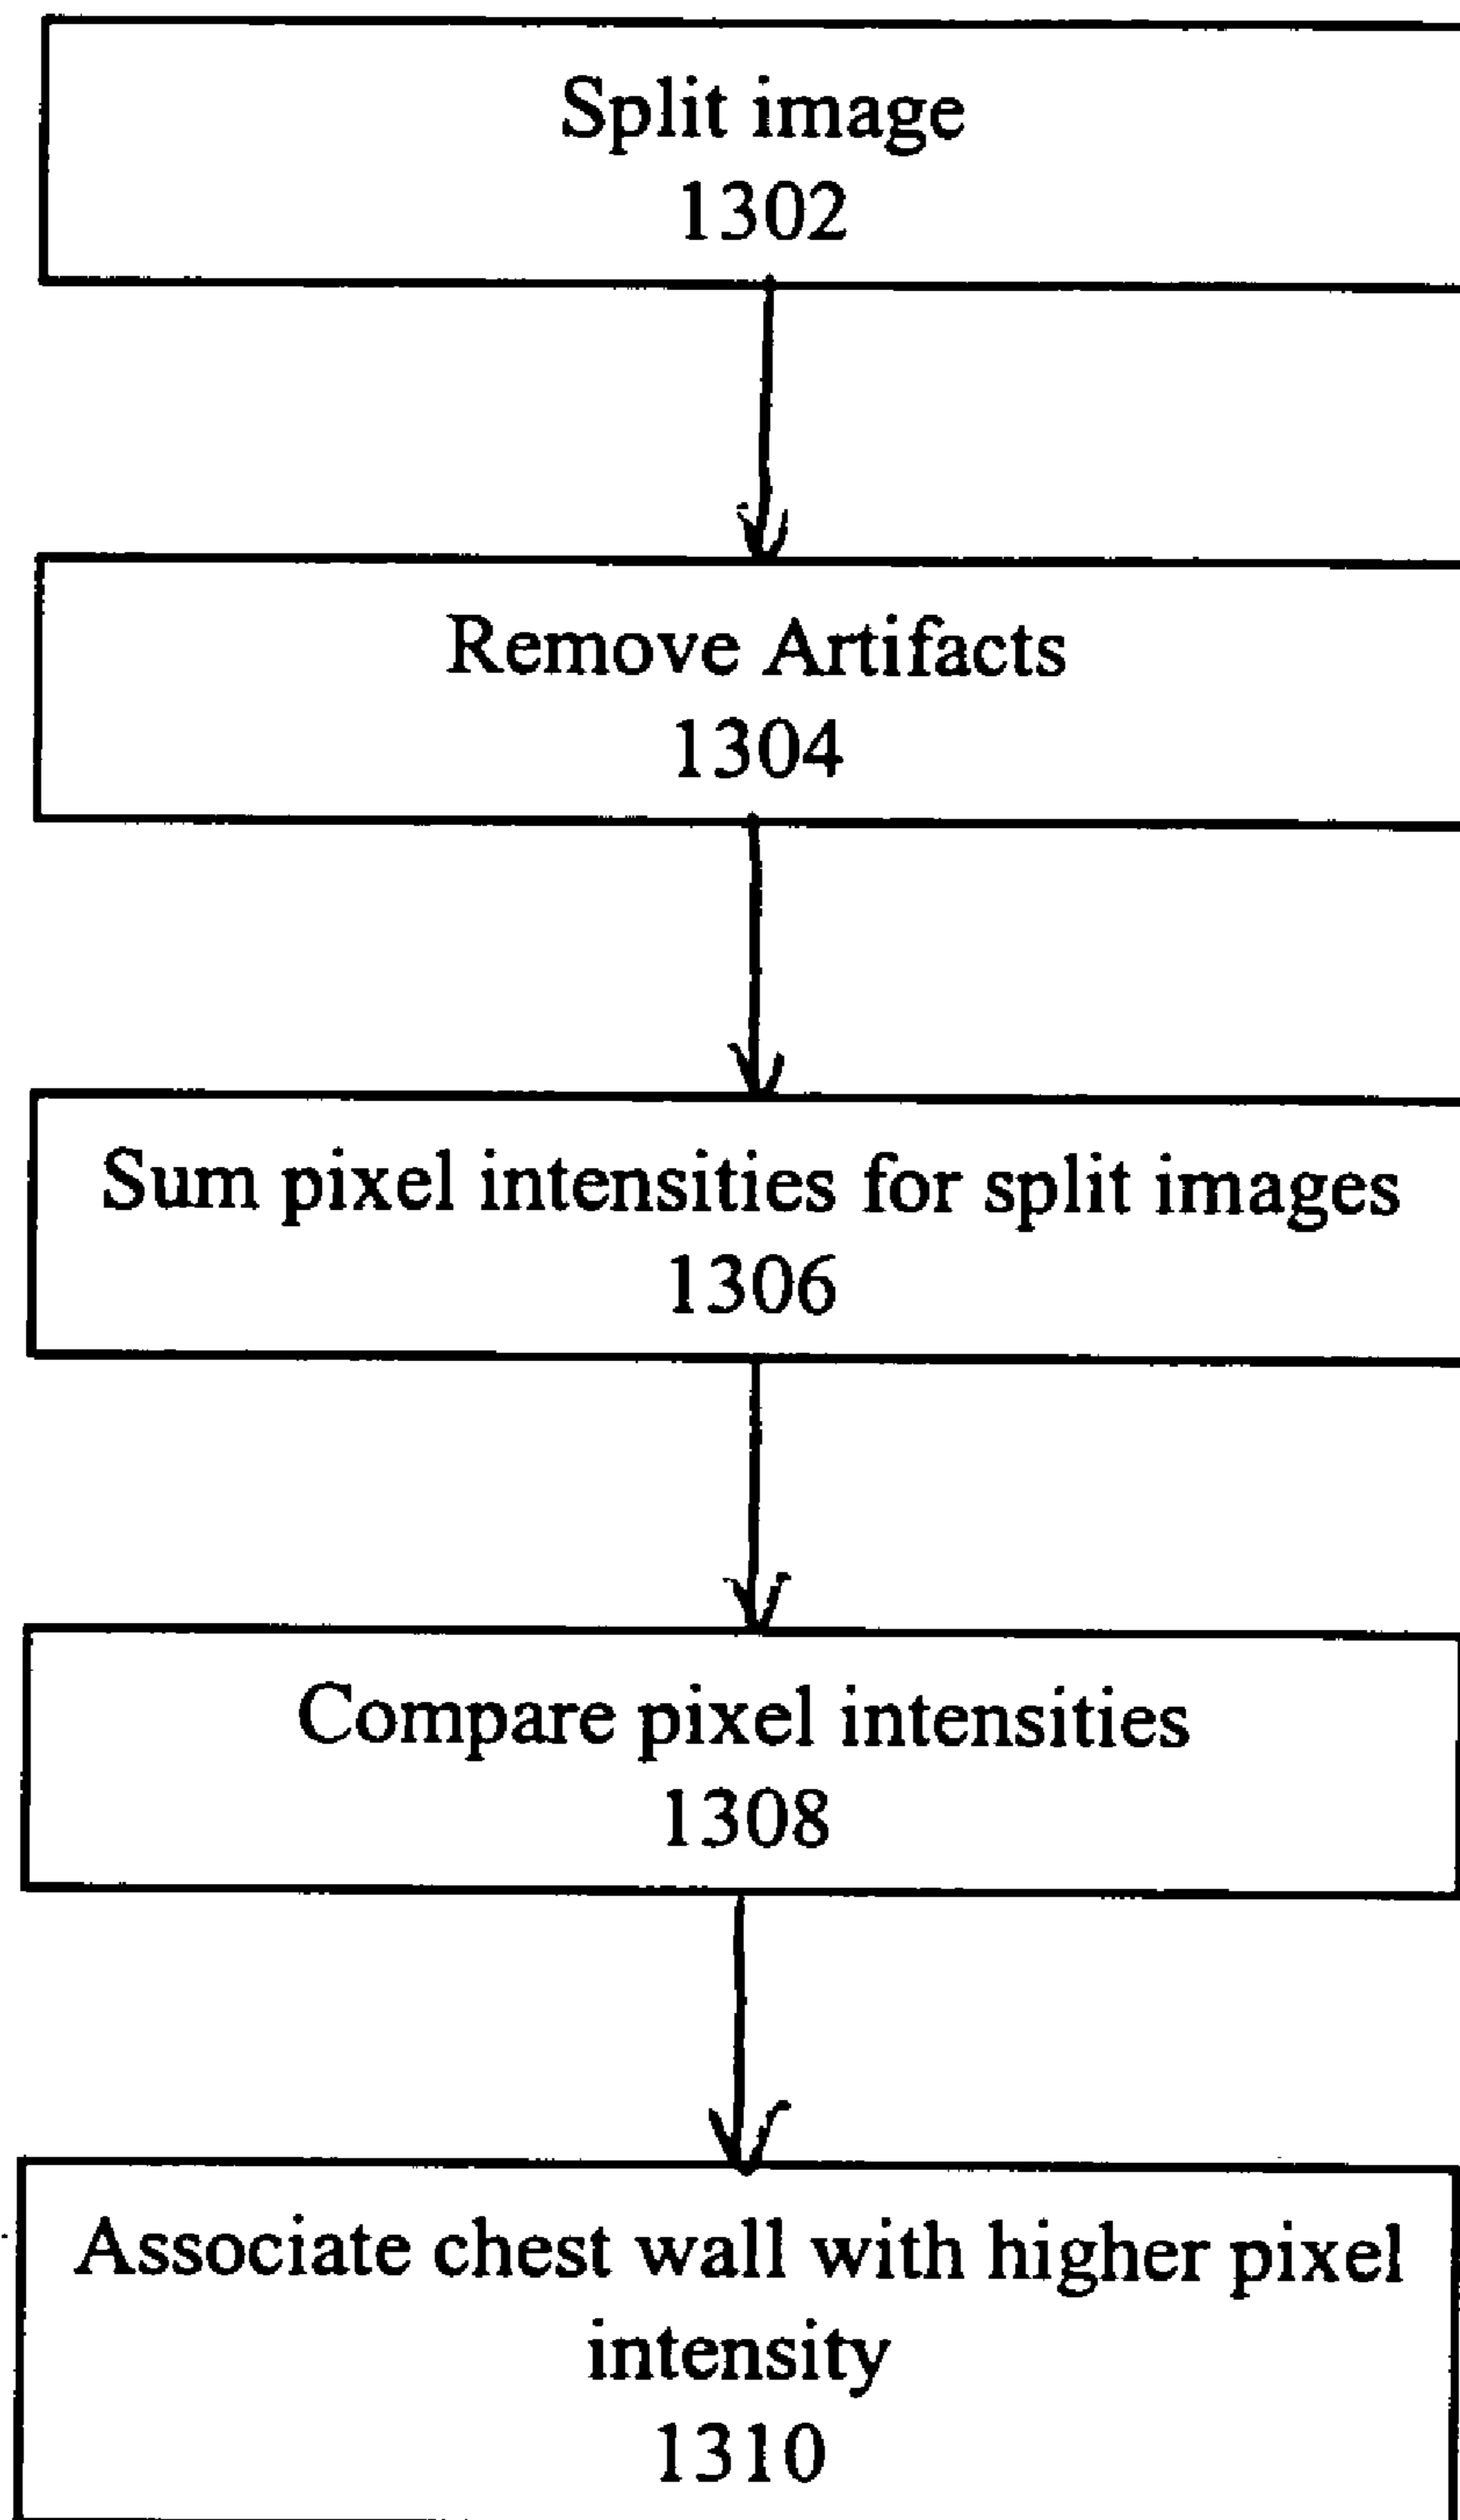 Split image
1302
Remove Artifacts
1304
Sum pixel intensities for split images
1306
Compare pixel intensities
1308
Associate chest wall with higher pixel
intensity
1310